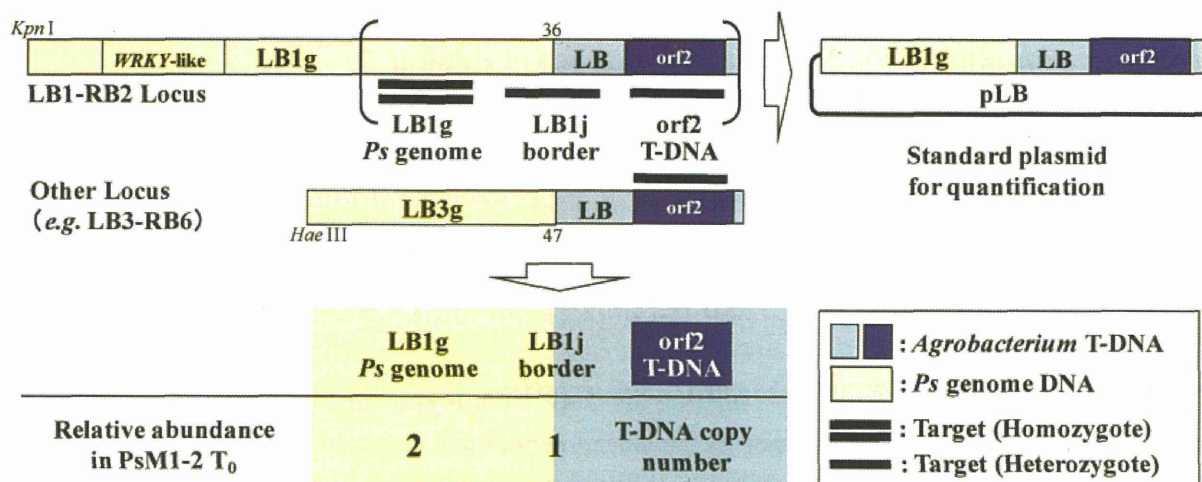 Kpn I
36
WRKY-like
LB1g
LB
orf2
LB1-RB2 Locus
LB1g
Ps genome
LB1j
border
orf2
T-DNA
LB1g
LB
orf2
pLB
Standard plasmid
for quantification
Other Locus
(e.g. LB3-RB6)
LB3g
LB
orf2
Hae III
47
LB1g
Ps genome
LB1j
border
orf2
T-DNA
Relative abundance
in PsM1-2 T0
2
1
T-DNA copy
number
: Agrobacterium T-DNA
: Ps genome DNA
: Target (Homozygote)
: Target (Heterozygote)